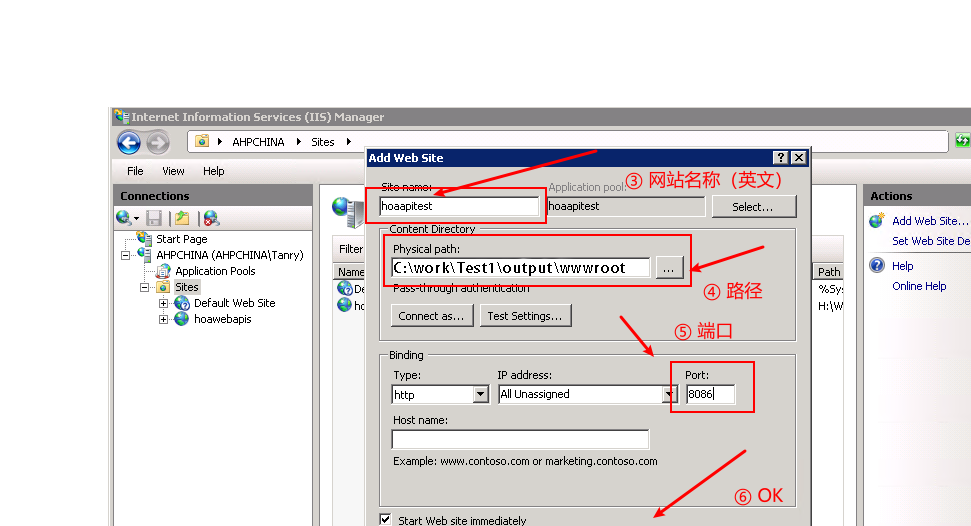 Internet Information Services (IIS) Manager
AHPCHINA Sites
File View Help
Connections
Start Page
AHPCHINA (AHPCHINA\Tanry)
Application Pools
Sites
Default Web Site
hoawebapis
Filter
Name
De
ho
Add Web Site
Site name:
Application pool:
③ 网站名称（英文）
hoaapitest
hoaapitest
Select...
Content Directory
Physical path:
C:\work\Test1\output\wwwroot
...
④ 路径
Pass-through authentication
Connect as...
Test Settings...
⑤ 端口
Binding
Type:
IP address:
Port:
http
All Unassigned
8086
Host name:
Example: www.contoso.com or marketing.contoso.com
⑥ OK
Start Web site immediately
Path
%Sy
H:\W
Actions
Add Web Site...
Set Web Site De
Help
Online Help